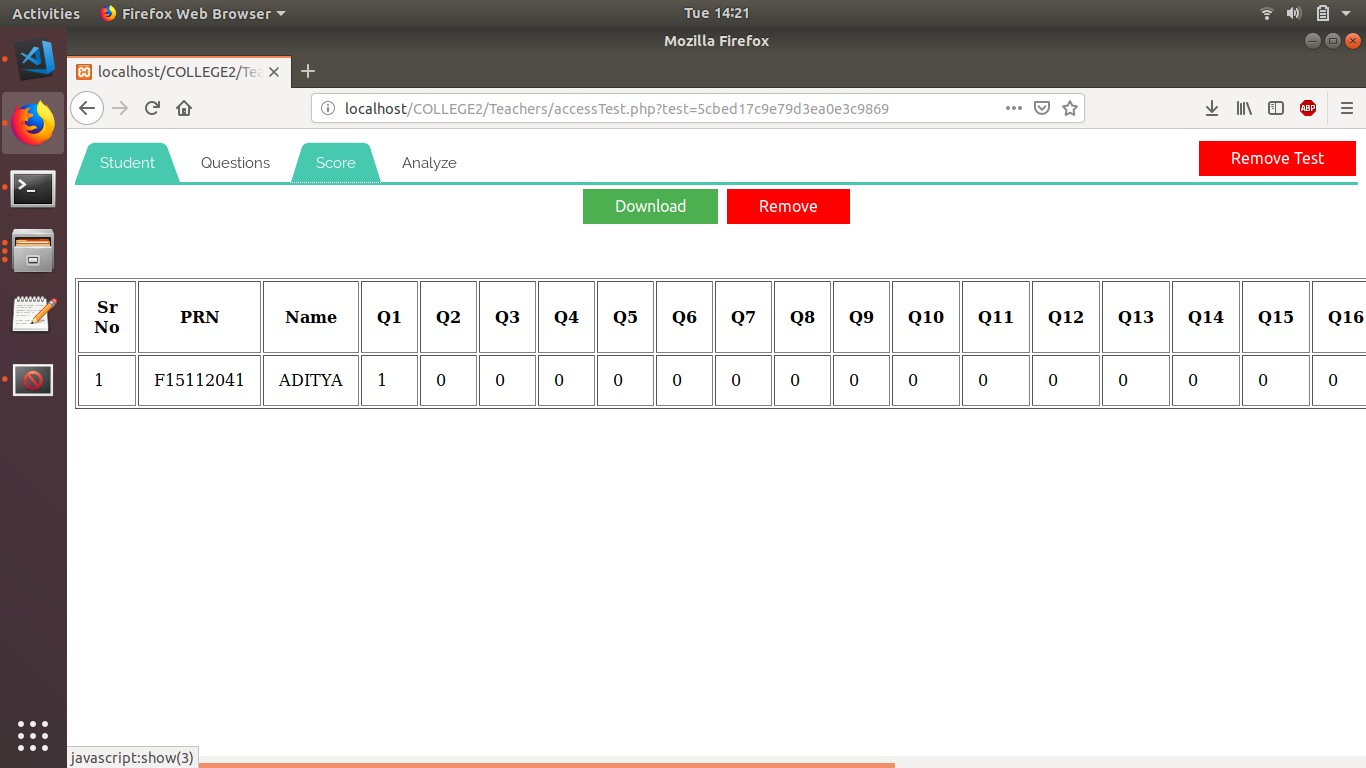 Activities Firefox Web Browser Tue 14:21
Mozilla Firefox
localhost/COLLEGE2/Tea
localhost/COLLEGE2/Teachers/accessTest.php?test=5cbed17c9e79d3ea0e3c9869 ABP
Student Questions Score Analyze Remove Test
Download Remove
Sr No PRN Name Q1 Q2 Q3 Q4 Q5 Q6 Q7 Q8 Q9 Q10 Q11 Q12 Q13 Q14 Q15 Q16
1 F15112041 ADITYA 1 0 0 0 0 0 0 0 0 0 0 0 0 0 0 0
javascript:show(3)